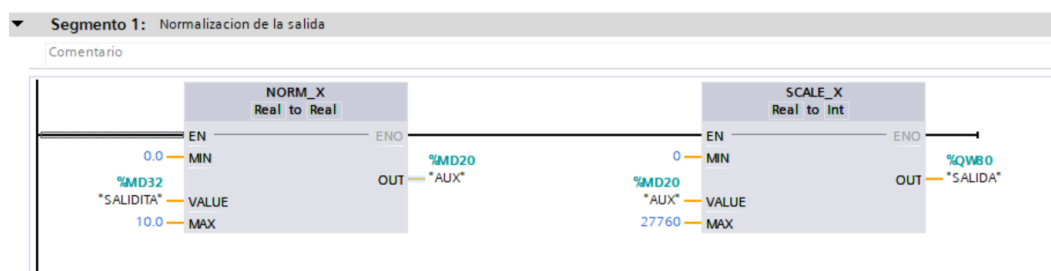 Segmento 1: Normalizacion de la salida
Comentario
NORM_X
Real to Real
EN
ENO
0.0
MIN
%MD20
"AUX"
OUT
%MD32
"SALIDITA"
VALUE
10.0
MAX
SCALE_X
Real to Int
EN
ENO
0
MIN
%QW80
"SALIDA"
OUT
%MD20
"AUX"
VALUE
27760
MAX